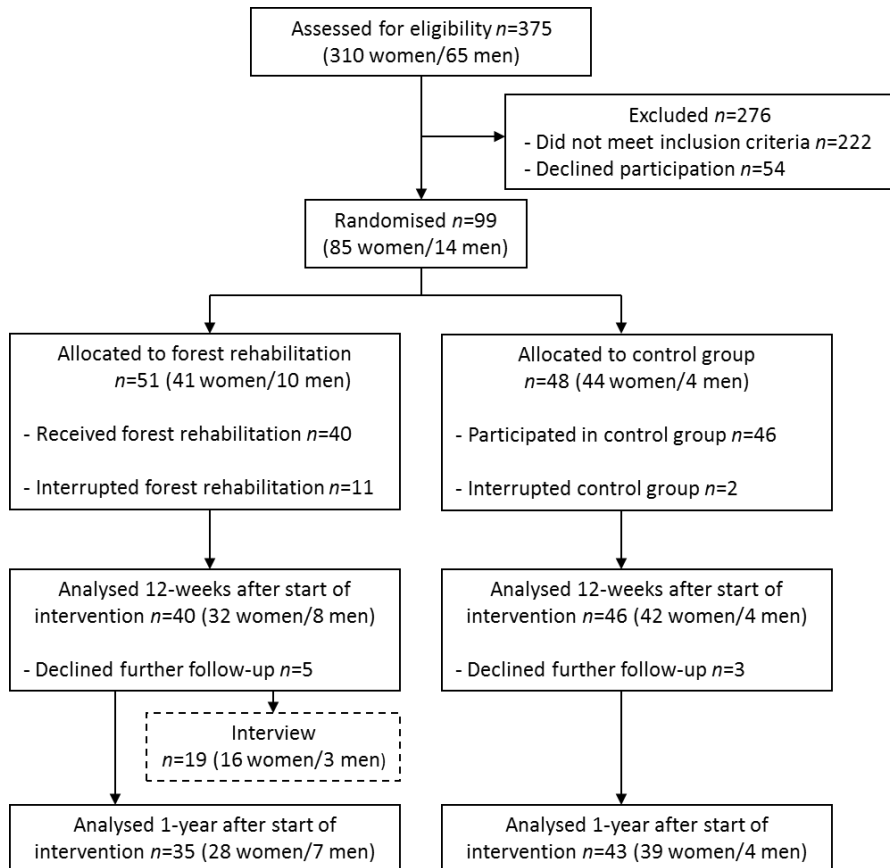 Assessed for eligibility n=375
(310 women/65 men)
Excluded n=276
- Did not meet inclusion criteria n=222
- Declined participation n=54
Randomised n=99
(85 women/14 men)
Allocated to forest rehabilitation
n=51 (41 women/10 men)
- Received forest rehabilitation n=40
- Interrupted forest rehabilitation n=11
Allocated to control group
n=48 (44 women/4 men)
- Participated in control group n=46
- Interrupted control group n=2
Analysed 12-weeks after start of
intervention n=40 (32 women/8 men)
- Declined further follow-up n=5
Analysed 12-weeks after start of
intervention n=46 (42 women/4 men)
- Declined further follow-up n=3
Interview
n=19 (16 women/3 men)
Analysed 1-year after start of
intervention n=35 (28 women/7 men)
Analysed 1-year after start of
intervention n=43 (39 women/4 men)